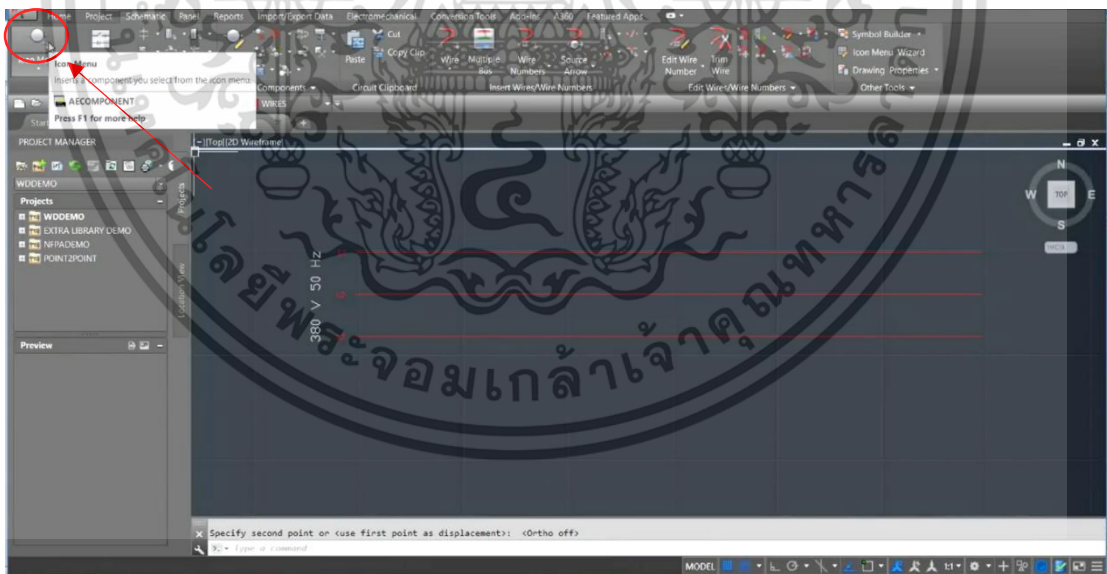 Home Project Schematic Panel Reports Import/Export Data Electromechanical Conversion Tools Add-Ins A360 Featured Apps
Cut
Copy Clip
Paste
Wire
Multiple Bus
Wire Numbers
Source Arrow
Edit Wire Number
Trim Wire
Symbol Builder
Icon Menu Wizard
Drawing Properties
Components
Circuit Clipboard
Insert Wires/Wire Numbers
Edit Wires/Wire Numbers
Other Tools
Icon Menu
Inserts a component you select from the icon menu
AECOMPONENT
Press F1 for more help
WIRES
Start
PROJECT MANAGER
[-][Top][2D Wireframe]
WDDEMO
Projects
WDDEMO
EXTRA LIBRARY DEMO
NFPADEMO
POINT2POINT
Projects
Location View
Preview
380 V 50 Hz
N
W TOP E
S
WCS
Specify second point or <use first point as displacement>: <Ortho off>
Type a command
MODEL
1:1
โลยีพระจอมเกล้าเจ้าคุณทหารล